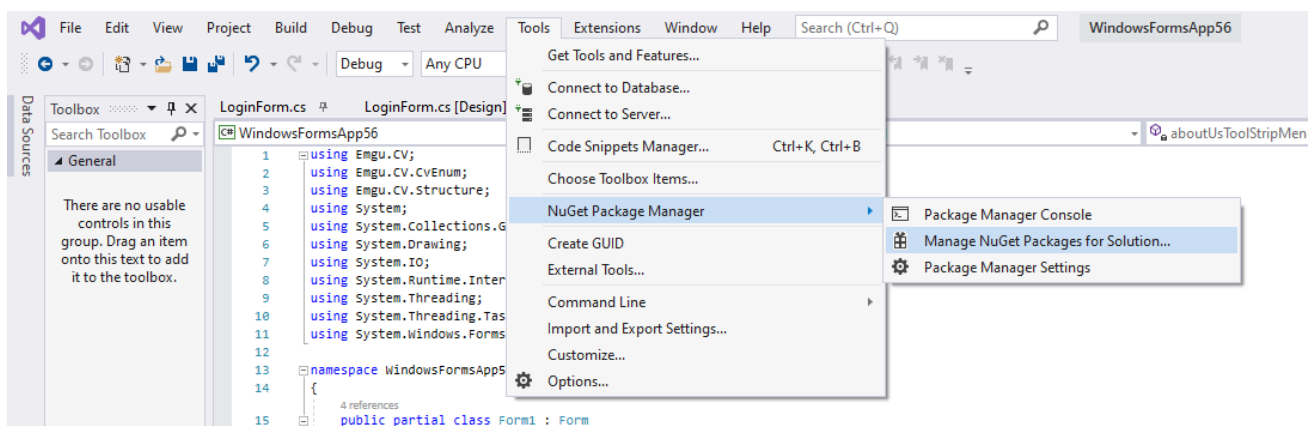 File Edit View Project Build Debug Test Analyze Tools Extensions Window Help Search (Ctrl+Q) WindowsFormsApp56
Debug Any CPU
Get Tools and Features...
Connect to Database...
Connect to Server...
Code Snippets Manager... Ctrl+K, Ctrl+B
Choose Toolbox Items...
NuGet Package Manager
Create GUID
External Tools...
Command Line
Import and Export Settings...
Customize...
Options...
Package Manager Console
Manage NuGet Packages for Solution...
Package Manager Settings
Data Sources
Toolbox
Search Toolbox
General
There are no usable
controls in this
group. Drag an item
onto this text to add
it to the toolbox.
LoginForm.cs LoginForm.cs [Design]
C# WindowsFormsApp56
aboutUsToolStripMen
1 using Emgu.CV;
2 using Emgu.CV.CvEnum;
3 using Emgu.CV.Structure;
4 using System;
5 using System.Collections.G
6 using System.Drawing;
7 using System.IO;
8 using System.Runtime.Inter
9 using System.Threading;
10 using System.Threading.Tas
11 using System.Windows.Forms
12
13 namespace WindowsFormsApp5
14 {
4 references
15 public partial class Form1 : Form